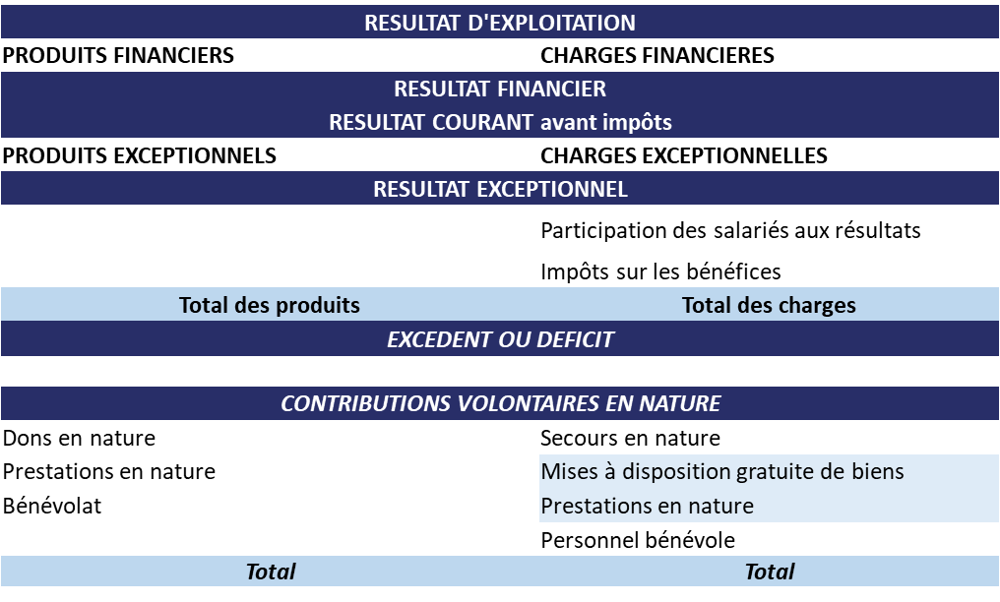 RESULTAT D'EXPLOITATION
PRODUITS FINANCIERS CHARGES FINANCIERES
RESULTAT FINANCIER
RESULTAT COURANT avant impôts
PRODUITS EXCEPTIONNELS CHARGES EXCEPTIONNELLES
RESULTAT EXCEPTIONNEL
Participation des salariés aux résultats
Impôts sur les bénéfices
Total des produits Total des charges
EXCEDENT OU DEFICIT
CONTRIBUTIONS VOLONTAIRES EN NATURE
Dons en nature Secours en nature
Prestations en nature Mises à disposition gratuite de biens
Bénévolat Prestations en nature
Personnel bénévole
Total Total